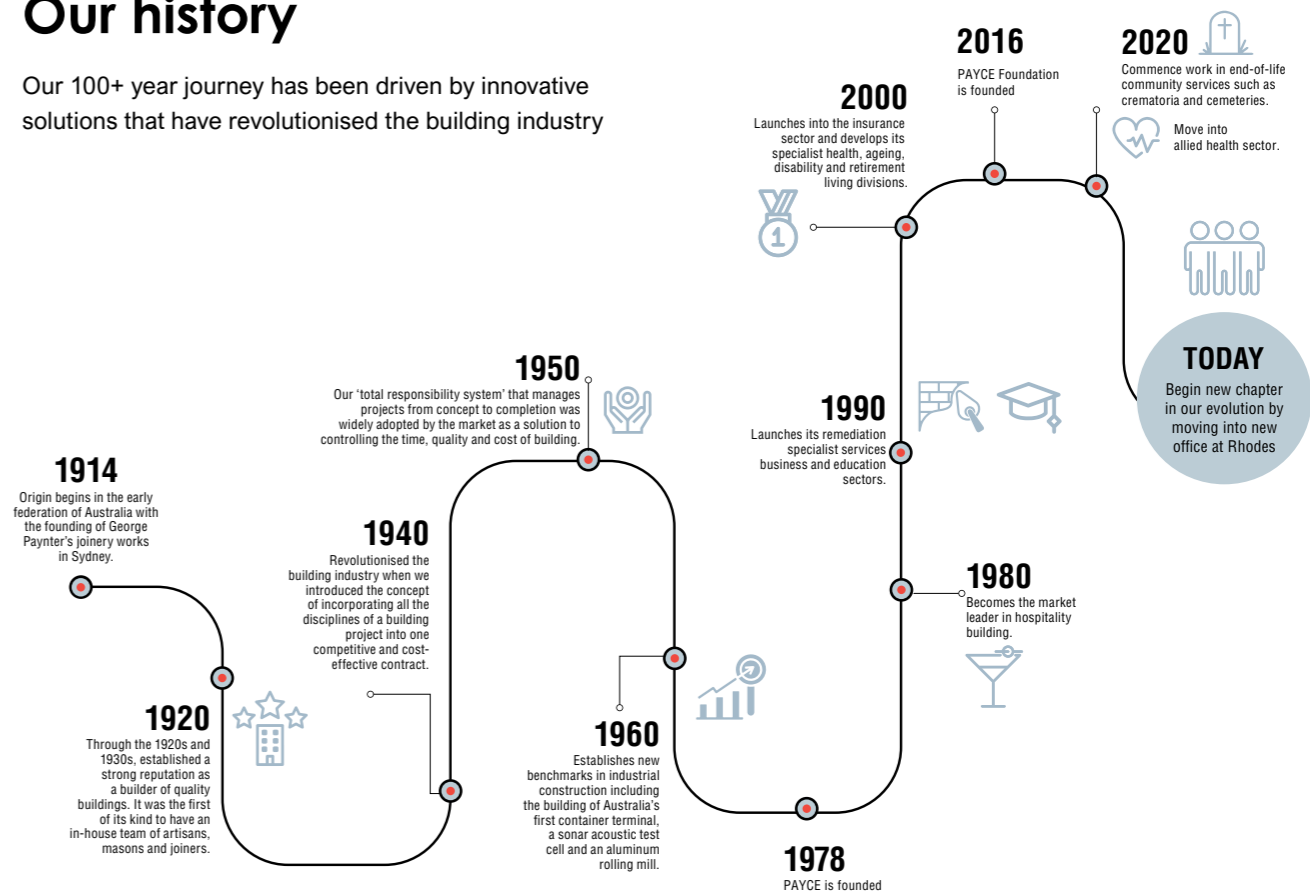 Our history
Our 100+ year journey has been driven by innovative
solutions that have revolutionised the building industry
1914
Origin begins in the early
federation of Australia with
the founding of George
Paynter's joinery works
in Sydney.
1920
Through the 1920s and
1930s, established a
strong reputation as
a builder of quality
buildings. It was the first
of its kind to have an
in-house team of artisans,
masons and joiners.
1940
Revolutionised the
building industry when we
introduced the concept
of incorporating all the
disciplines of a building
project into one
competitive and cost-
effective contract.
1950
Our ‘total responsibility system’ that manages
projects from concept to completion was
widely adopted by the market as a solution to
controlling the time, quality and cost of building.
1960
Establishes new
benchmarks in industrial
construction including
the building of Australia's
first container terminal,
a sonar acoustic test
cell and an aluminum
rolling mill.
1978
PAYCE is founded
1980
Becomes the market
leader in hospitality
building.
1990
Launches its remediation
specialist services
business and education
sectors.
2000
Launches into the insurance
sector and develops its
specialist health, ageing,
disability and retirement
living divisions.
1
2016
PAYCE Foundation
is founded
2020
Commence work in end-of-life
community services such as
crematoria and cemeteries.
Move into
allied health sector.
TODAY
Begin new chapter
in our evolution by
moving into new
office at Rhodes